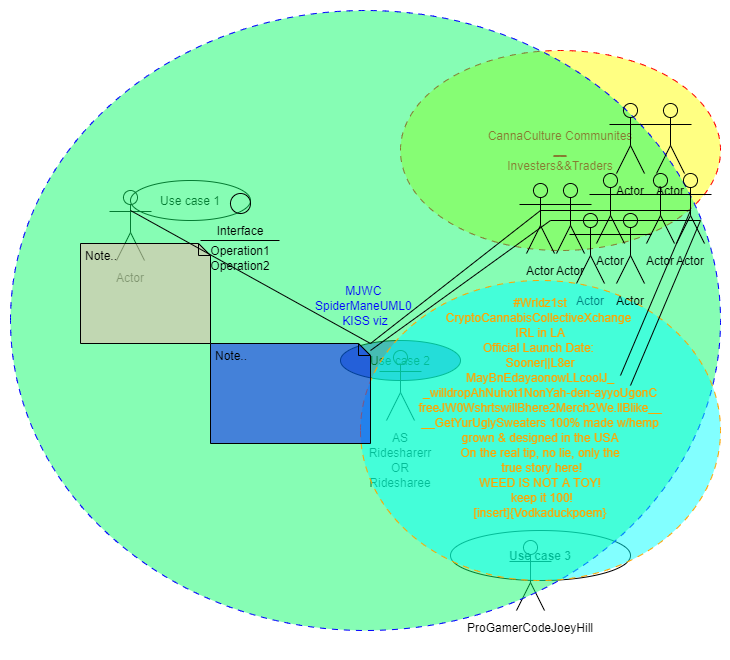 CannaCulture Communites
__
Investers&&Traders
Use case 1
Interface
Operation1
Operation2
Note..
Actor
Actor
Actor
Actor Actor
Actor
Actor Actor
Actor
Actor
MJWC
SpiderManeUML0
KISS viz
Note..
Use case 2
AS
Ridesharerr
OR
Ridesharee
#Wrldz1st
CryptoCannabisCollectiveXchange
IRL in LA
Official Launch Date:
Sooner||L8er
_willdropAhNuhot1NonYah-den-ayyoUgonC
__GetYurUglySweaters 100% made w/hemp
grown & designed in the USA
On the real tip, no lie, only the
true story here!
WEED IS NOT A TOY!
keep it 100!
{insert][Vodkaduckpoem}
Use case 3
ProGamerCodeJoeyHill